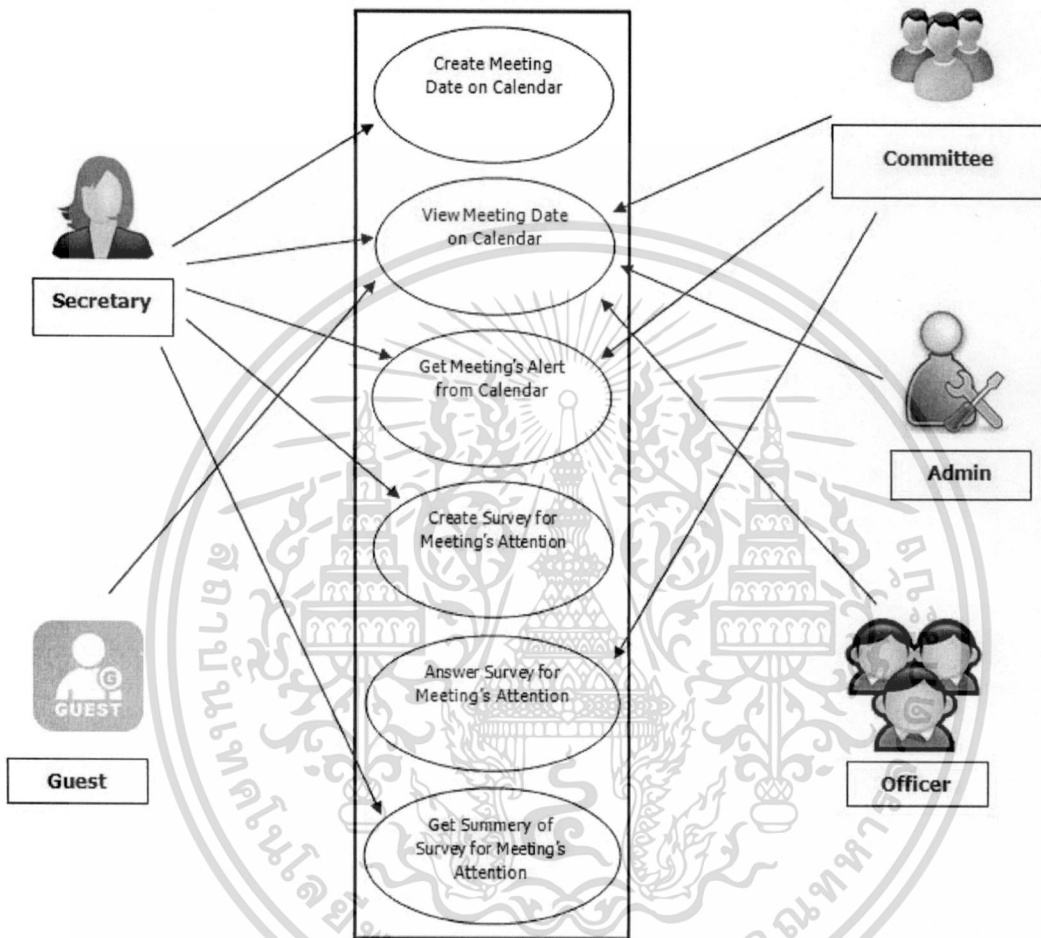 Create Meeting
Date on Calendar
Committee
View Meeting Date
on Calendar
Secretary
Get Meeting's Alert
from Calendar
Admin
Create Survey for
Meeting's Attention
Answer Survey for
Meeting's Attention
G
GUEST
Guest
Officer
Get Summery of
Survey for Meeting's
Attention